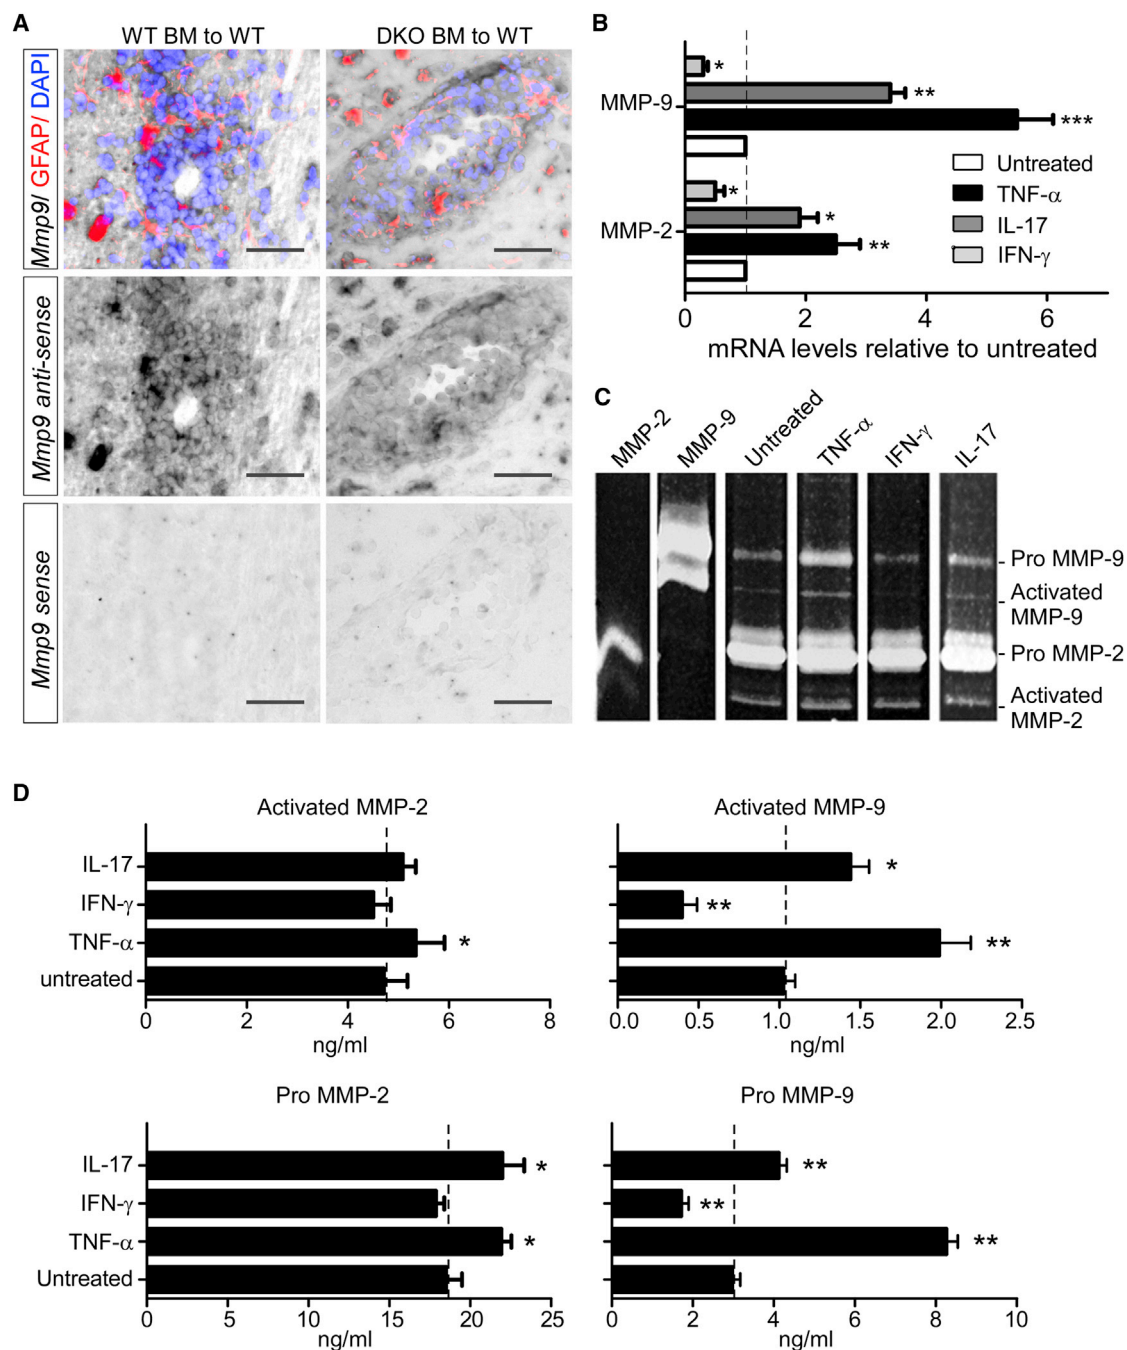 A
WT BM to WT
DKO BM to WT
Mmp9/ GFAP/ DAPI
Mmp9 anti-sense
Mmp9 sense
B
MMP-9
MMP-2
*
**
***
*
*
**
Untreated
TNF-α
IL-17
IFN-γ
0 2 4 6
mRNA levels relative to untreated
C
MMP-2
MMP-9
Untreated
TNF-α
IFN-γ
IL-17
Pro MMP-9
Activated
MMP-9
Pro MMP-2
Activated
MMP-2
D
Activated MMP-2
IL-17
IFN-γ
TNF-α *
untreated
0 2 4 6 8
ng/ml
Activated MMP-9
*
**
**
0.0 0.5 1.0 1.5 2.0 2.5
ng/ml
Pro MMP-2
IL-17 *
IFN-γ
TNF-α *
Untreated
0 5 10 15 20 25
ng/ml
Pro MMP-9
**
**
**
0 2 4 6 8 10
ng/ml